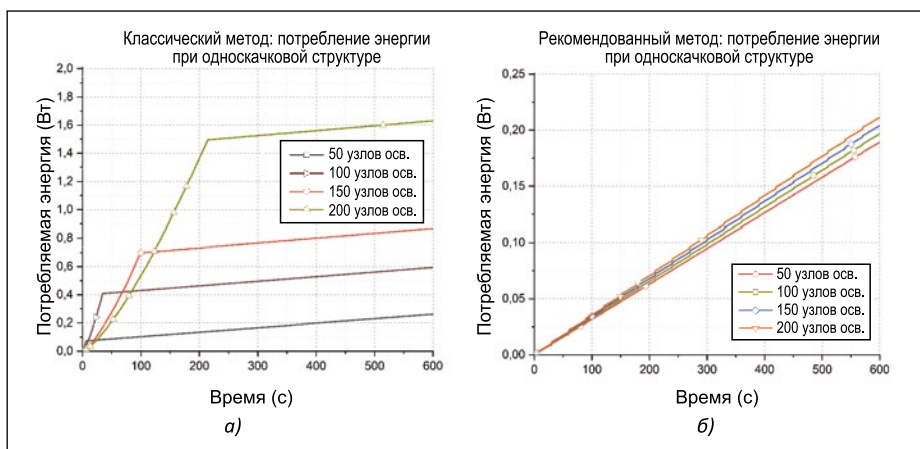 Классический метод: потребление энергии
при односкачковой структуре
Потребляемая энергия (Вт)
2,0
1,8
1,6
1,4
1,2
1,0
0,8
0,6
0,4
0,2
0,0
50 узлов осв.
100 узлов осв.
150 узлов осв.
200 узлов осв.
0 100 200 300 400 500 600
Время (с)
а)
Рекомендованный метод: потребление энергии
при односкачковой структуре
Потребляемая энергия (Вт)
0,25
0,20
0,15
0,10
0,05
0,00
50 узлов осв.
100 узлов осв.
150 узлов осв.
200 узлов осв.
0 100 200 300 400 500 600
Время (с)
б)